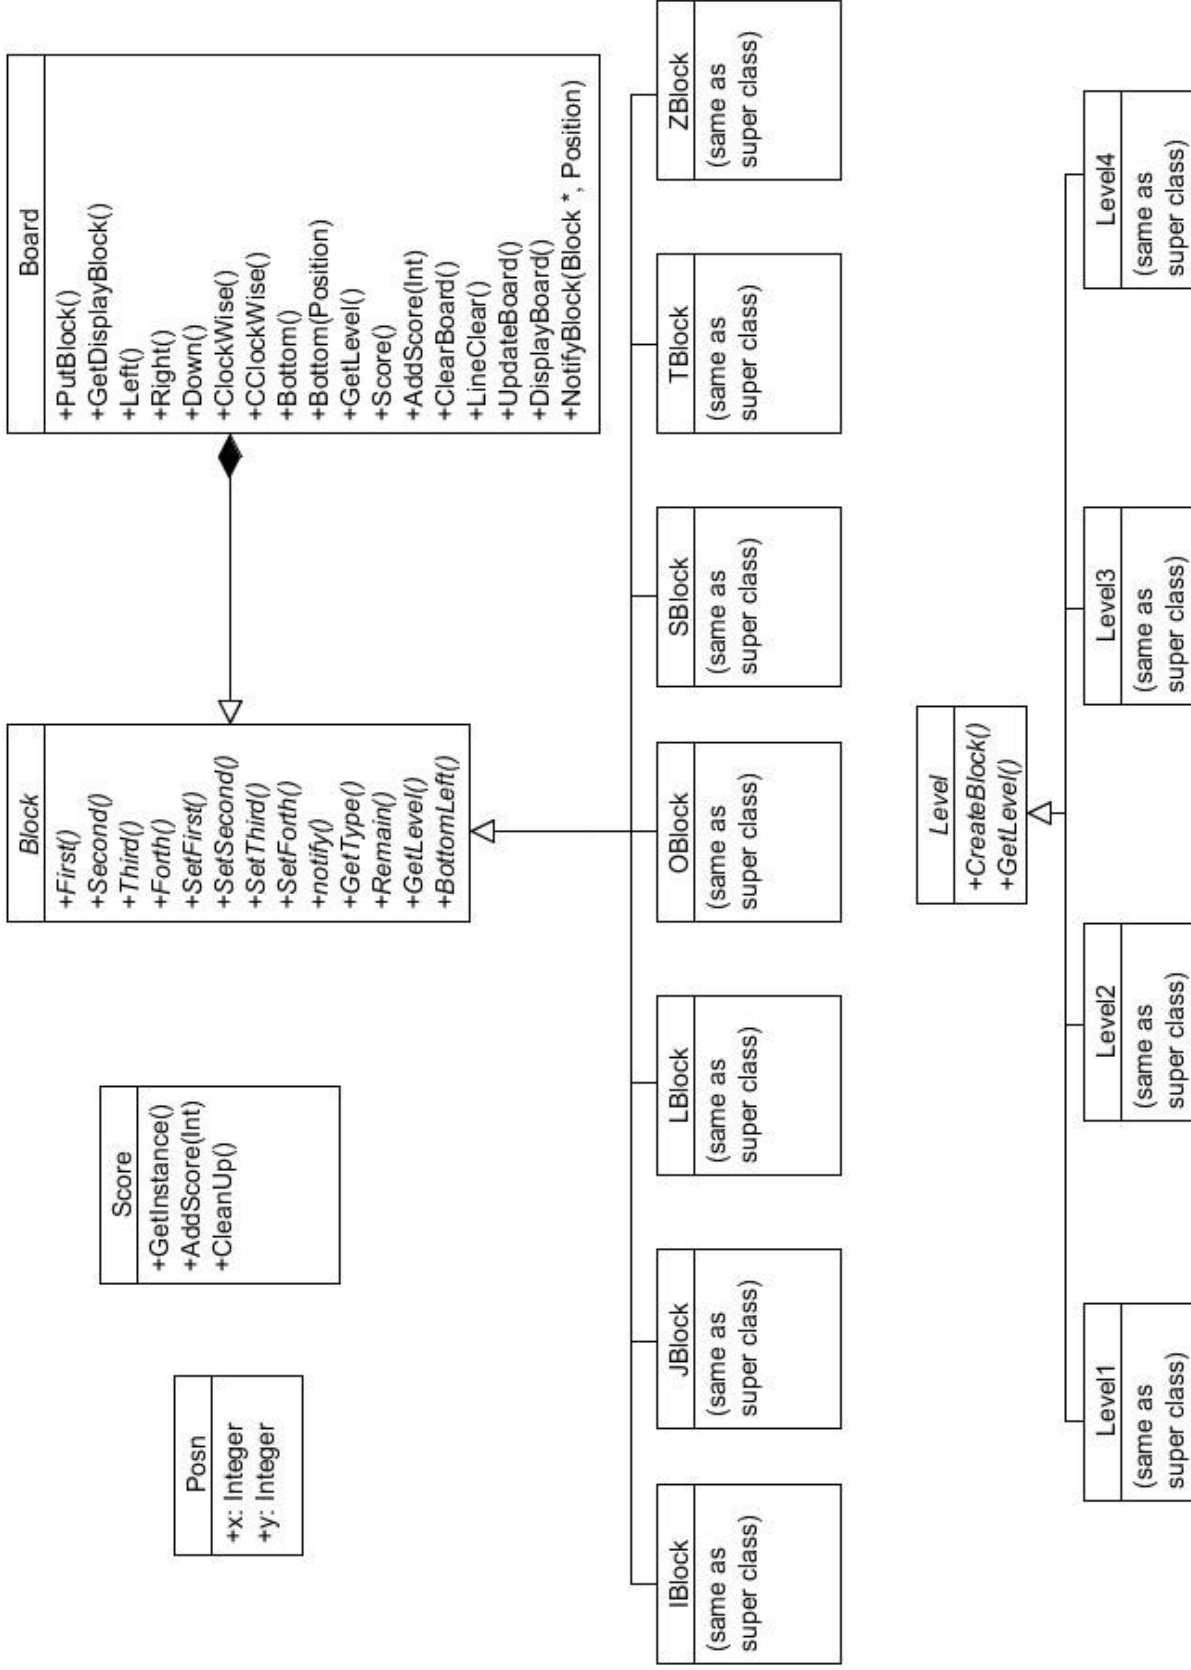 Posn
+x: Integer
+y: Integer
Score
+GetInstance()
+AddScore(Int)
+CleanUp()
Block
+First()
+Second()
+Third()
+Forth()
+SetFirst()
+SetSecond()
+SetThird()
+SetForth()
+notify()
+GetType()
+Remain()
+GetLevel()
+BottomLeft()
Board
+PutBlock()
+GetDisplayBlock()
+Left()
+Right()
+Down()
+ClockWise()
+CClockWise()
+Bottom()
+Bottom(Position)
+GetLevel()
+Score()
+AddScore(Int)
+ClearBoard()
+LineClear()
+UpdateBoard()
+DisplayBoard()
+NotifyBlock(Block *, Position)
IBlock
(same as
super class)
JBlock
(same as
super class)
LBlock
(same as
super class)
OBlock
(same as
super class)
SBlock
(same as
super class)
TBlock
(same as
super class)
ZBlock
(same as
super class)
Level
+CreateBlock()
+GetLevel()
Level1
(same as
super class)
Level2
(same as
super class)
Level3
(same as
super class)
Level4
(same as
super class)